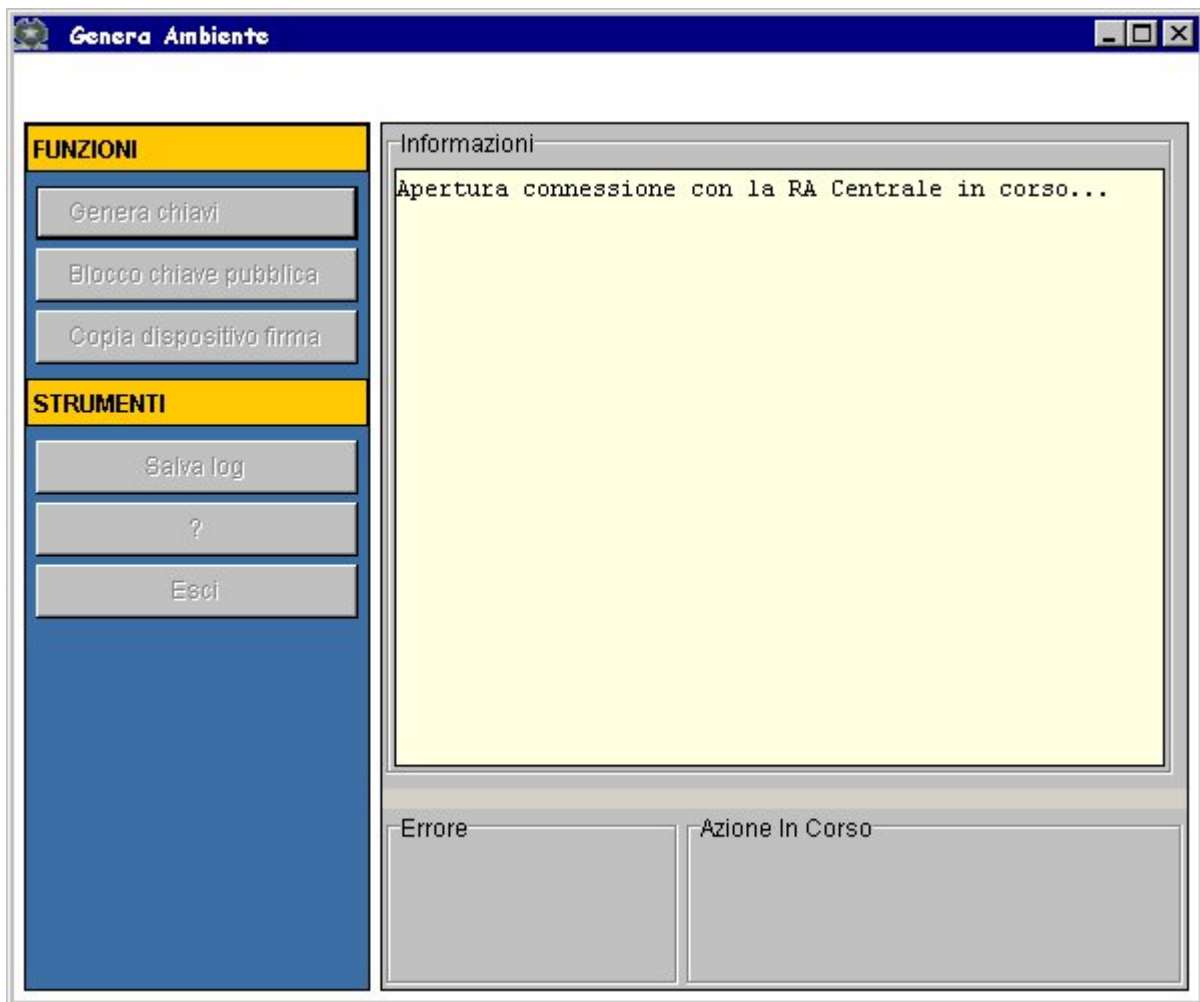 Genera Ambiente
FUNZIONI
Genera chiavi
Blocco chiave pubblica
Copia dispositivo firma
STRUMENTI
Salva log
?
Esci
Informazioni
Apertura connessione con la RA Centrale in corso...
Errore
Azione In Corso